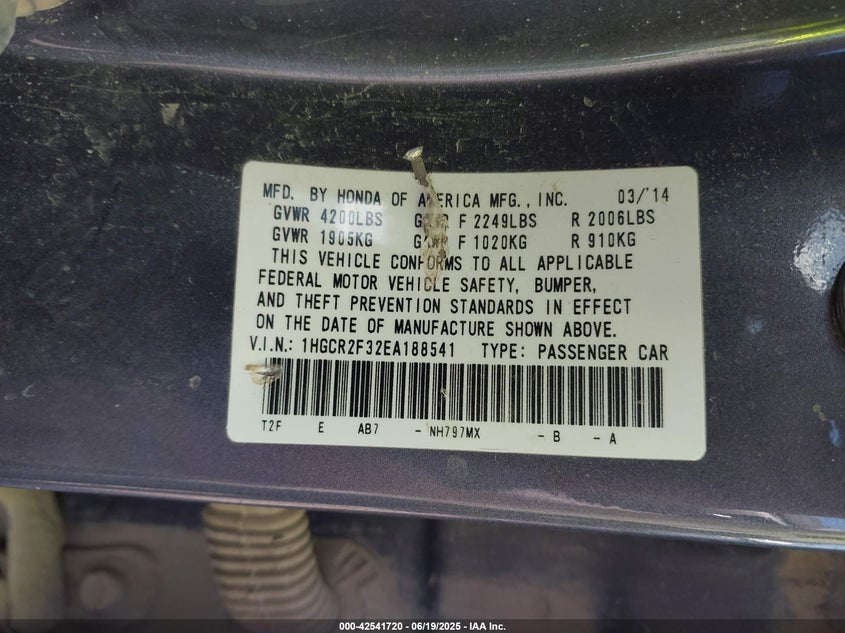 MFD. BY HONDA OF AMERICA MFG., INC. 03/'14
GVWR 4200LBS GAWR F 2249LBS R 2006LBS
GVWR 1905KG GAWR F 1020KG R 910KG
THIS VEHICLE CONFORMS TO ALL APPLICABLE
FEDERAL MOTOR VEHICLE SAFETY, BUMPER,
AND THEFT PREVENTION STANDARDS IN EFFECT
ON THE DATE OF MANUFACTURE SHOWN ABOVE.
V.I.N.: 1HGCR2F32EA188541 TYPE: PASSENGER CAR
T2F E AB7 - NH797MX - B - A
000-42541720 - 06/19/2025 - IAA Inc.